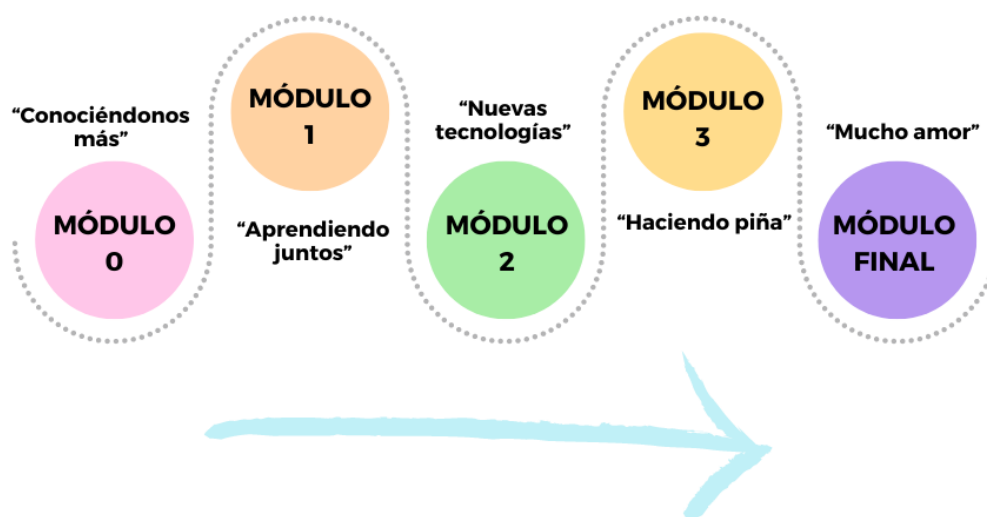 “Conociéndonos
más”
MÓDULO
0
MÓDULO
1
“Aprendiendo
juntos”
“Nuevas
tecnologías”
MÓDULO
2
MÓDULO
3
“Haciendo piña”
“Mucho amor”
MÓDULO
FINAL